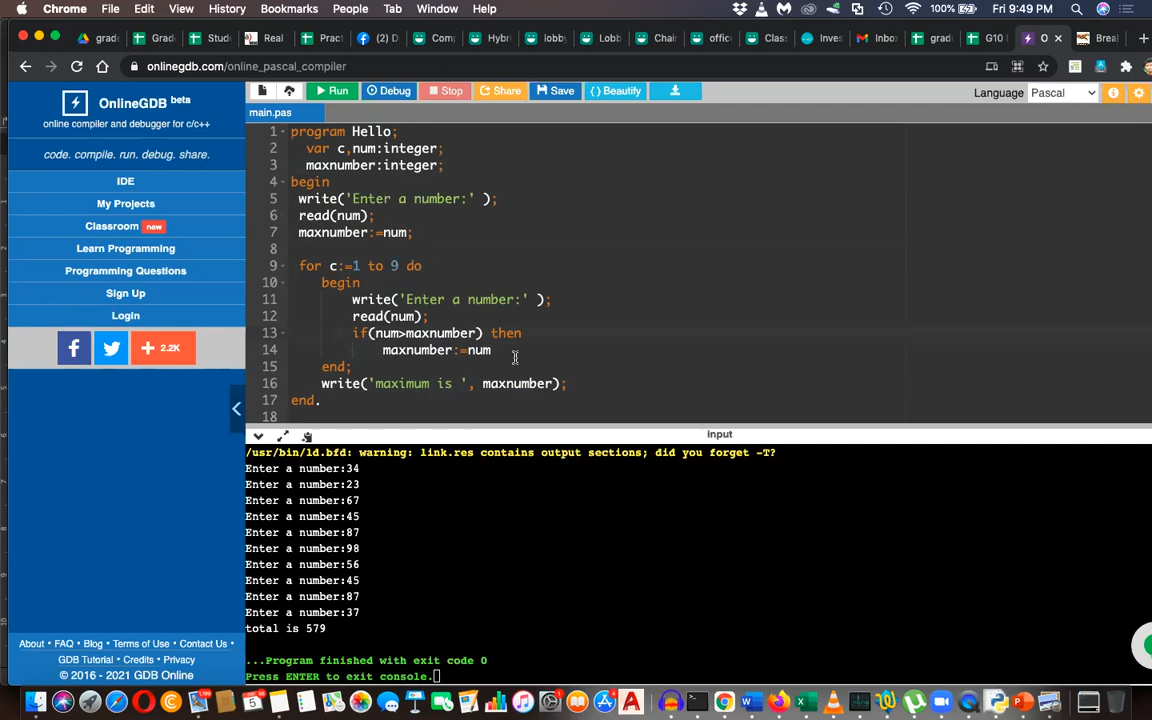 Chrome File Edit View History Bookmarks People Tab Window Help 100% Fri 9:49 PM
grade Grad Stude Real Pract (2) D Com Hybr lobby Lobb Chair office Class Inves Inbo grade G10 I O Breal
onlinegdb.com/online_pascal_compiler
OnlineGDB beta
online compiler and debugger for c/c++
code. compile. run. debug. share.
IDE
My Projects
Classroom new
Learn Programming
Programming Questions
Sign Up
Login
f + 2.2K
About • FAQ • Blog • Terms of Use • Contact Us •
GDB Tutorial • Credits • Privacy
© 2016 - 2021 GDB Online
Run Debug Stop Share Save { } Beautify Language Pascal
main.pas
1 program Hello;
2 var c,num:integer;
3 maxnumber:integer;
4 begin
5 write('Enter a number:' );
6 read(num);
7 maxnumber:=num;
8
9 for c:=1 to 9 do
10 begin
11 write('Enter a number:' );
12 read(num);
13 if(num>maxnumber) then
14 maxnumber:=num
15 end;
16 write('maximum is ', maxnumber);
17 end.
18
input
/usr/bin/ld.bfd: warning: link.res contains output sections; did you forget -T?
Enter a number:34
Enter a number:23
Enter a number:67
Enter a number:45
Enter a number:87
Enter a number:98
Enter a number:56
Enter a number:45
Enter a number:87
Enter a number:37
total is 579
...Program finished with exit code 0
Press ENTER to exit console.